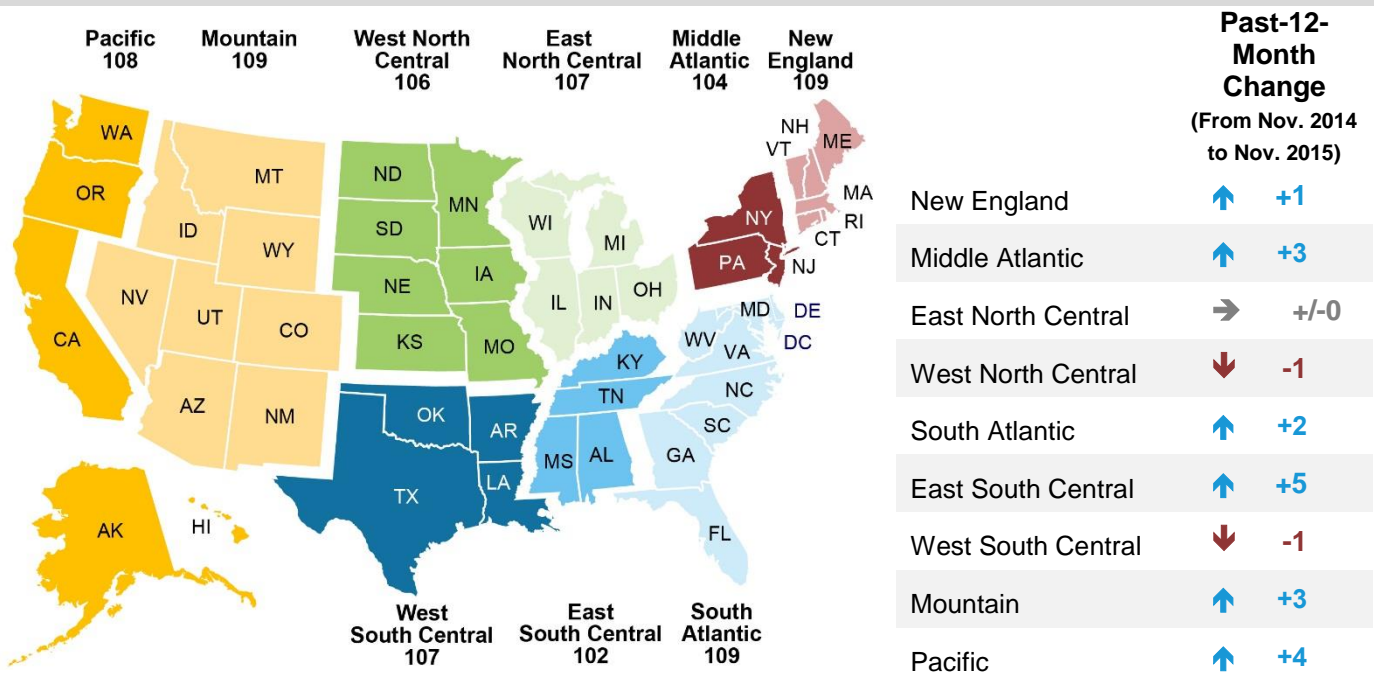 Pacific
108
Mountain
109
West North
Central
106
East
North Central
107
Middle
Atlantic
104
New
England
109
WA
OR
CA
AK
HI
MT
ID
WY
NV
UT
CO
AZ
NM
ND
SD
NE
KS
MN
IA
MO
WI
MI
IL
IN
OH
NY
PA
NJ
NH
VT
ME
MA
RI
CT
MD
DE
DC
WV
VA
NC
SC
GA
FL
KY
TN
MS
AL
OK
AR
TX
LA
West
South Central
107
East
South Central
102
South
Atlantic
109
Past-12-
Month
Change
(From Nov. 2014
to Nov. 2015)
New England +1
Middle Atlantic +3
East North Central +/-0
West North Central -1
South Atlantic +2
East South Central +5
West South Central -1
Mountain +3
Pacific +4